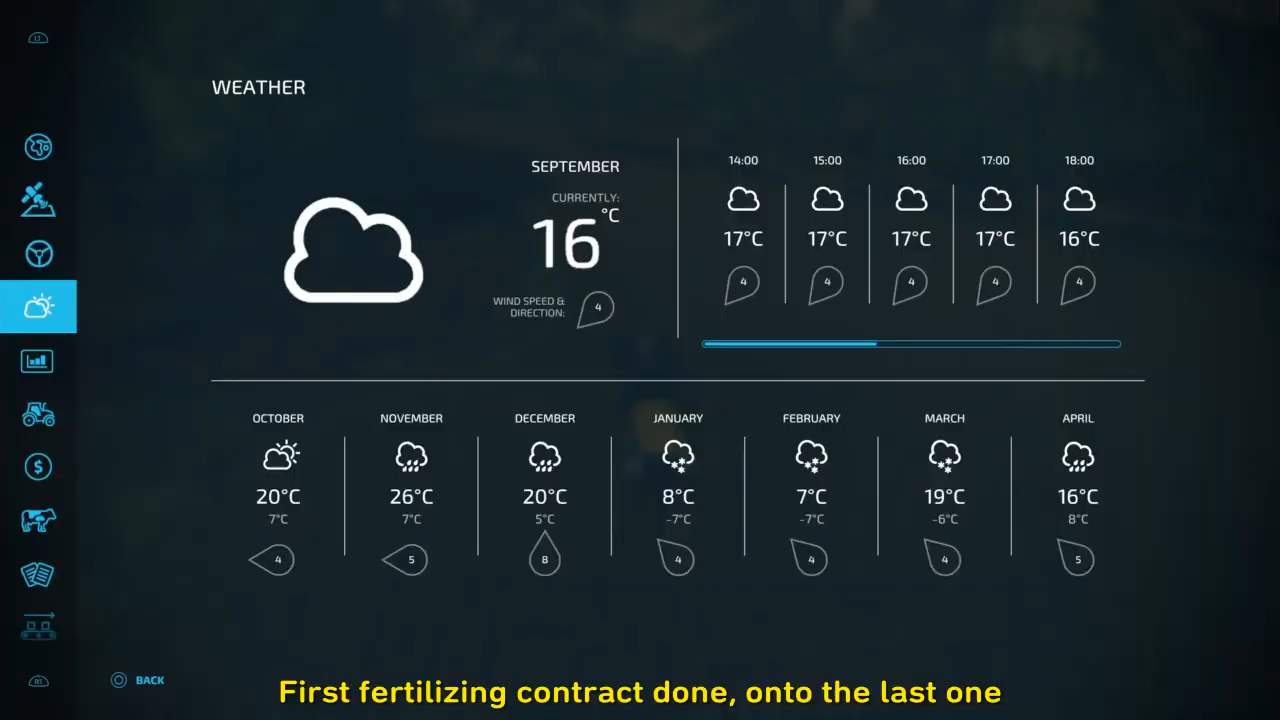 LT
WEATHER
SEPTEMBER
CURRENTLY:
16°C
WIND SPEED &
DIRECTION:
4
14:00 15:00 16:00 17:00 18:00
17°C 17°C 17°C 17°C 16°C
4 4 4 4 4
OCTOBER NOVEMBER DECEMBER JANUARY FEBRUARY MARCH APRIL
20°C 26°C 20°C 8°C 7°C 19°C 16°C
7°C 7°C 5°C -7°C -7°C -6°C 8°C
4 5 8 4 4 4 5
$
RT
BACK
First fertilizing contract done, onto the last one